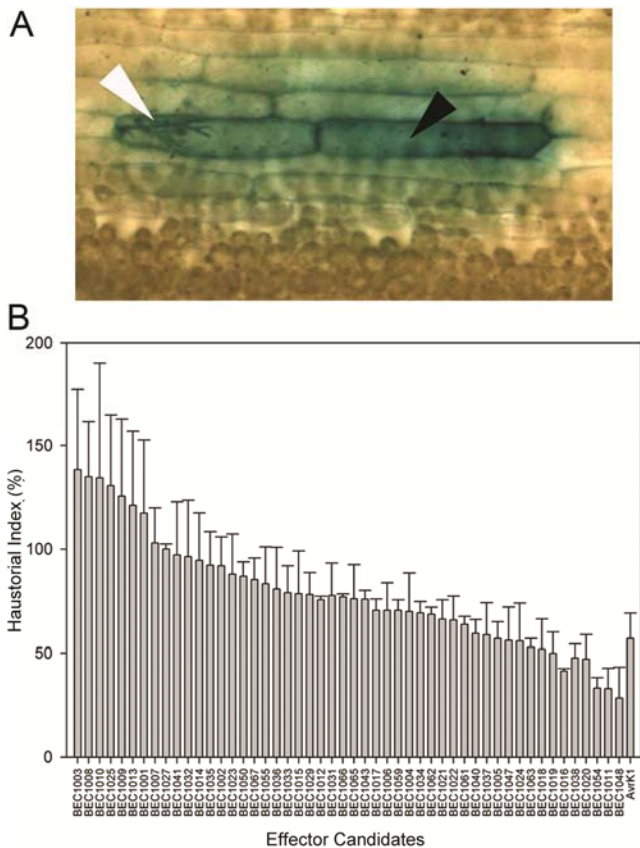 A
B
200
150
100
50
0
Haustorial Index (%)
BEC1003
BEC1008
BEC1010
BEC1025
BEC1009
BEC1013
BEC1001
BEC1007
BEC1027
BEC1041
BEC1032
BEC1014
BEC1035
BEC1002
BEC1023
BEC1050
BEC1067
BEC1055
BEC1036
BEC1033
BEC1015
BEC1029
BEC1012
BEC1031
BEC1066
BEC1065
BEC1043
BEC1017
BEC1006
BEC1059
BEC1004
BEC1034
BEC1062
BEC1021
BEC1022
BEC1061
BEC1040
BEC1037
BEC1005
BEC1047
BEC1024
BEC1063
BEC1018
BEC1019
BEC1016
BEC1038
BEC1020
BEC1054
BEC1011
BEC1048
AvrK1
Effector Candidates